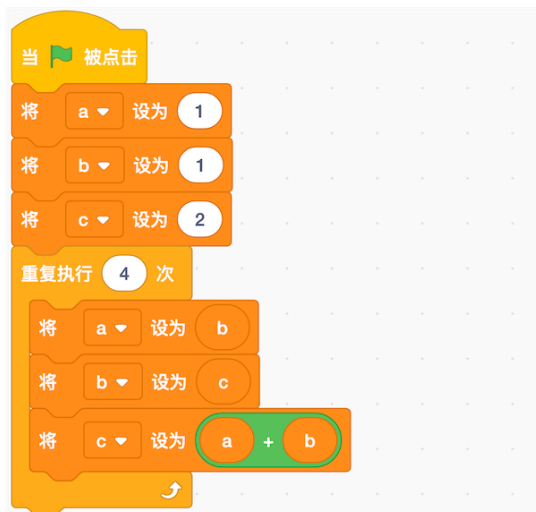 当 被点击
将 a 设为 1
将 b 设为 1
将 c 设为 2
重复执行 4 次
将 a 设为 b
将 b 设为 c
将 c 设为 a + b